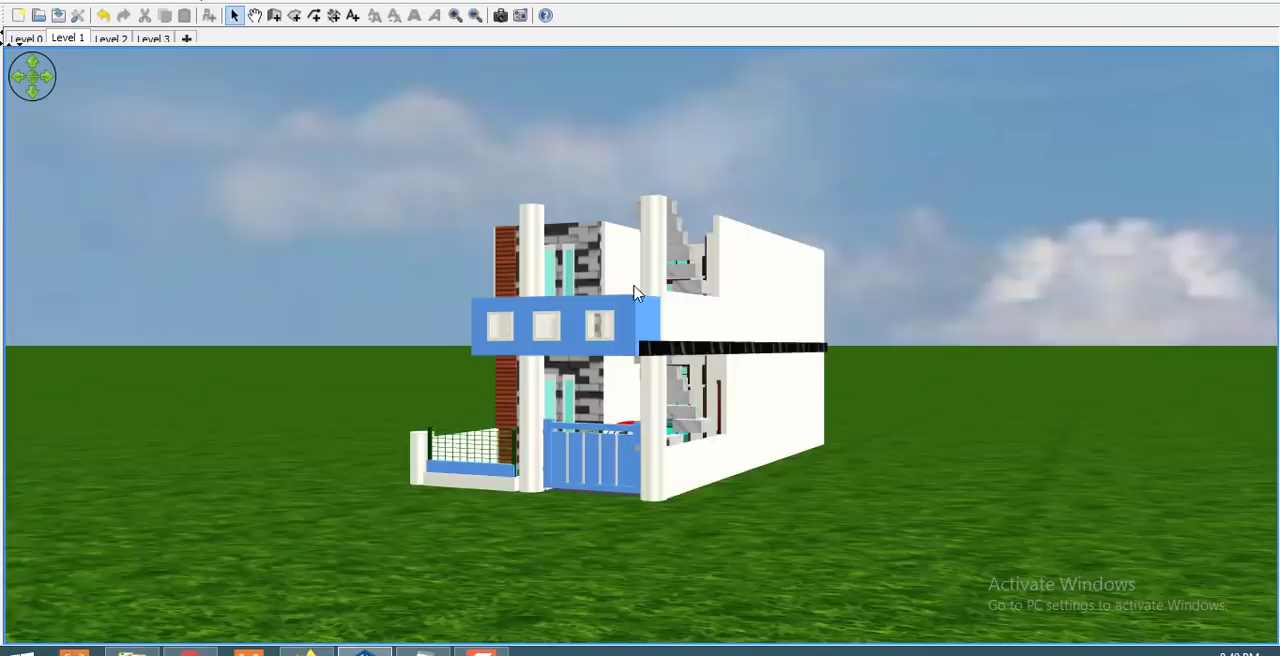 Level 0 Level 1 Level 2 Level 3
Activate Windows
Go to PC settings to activate Windows.